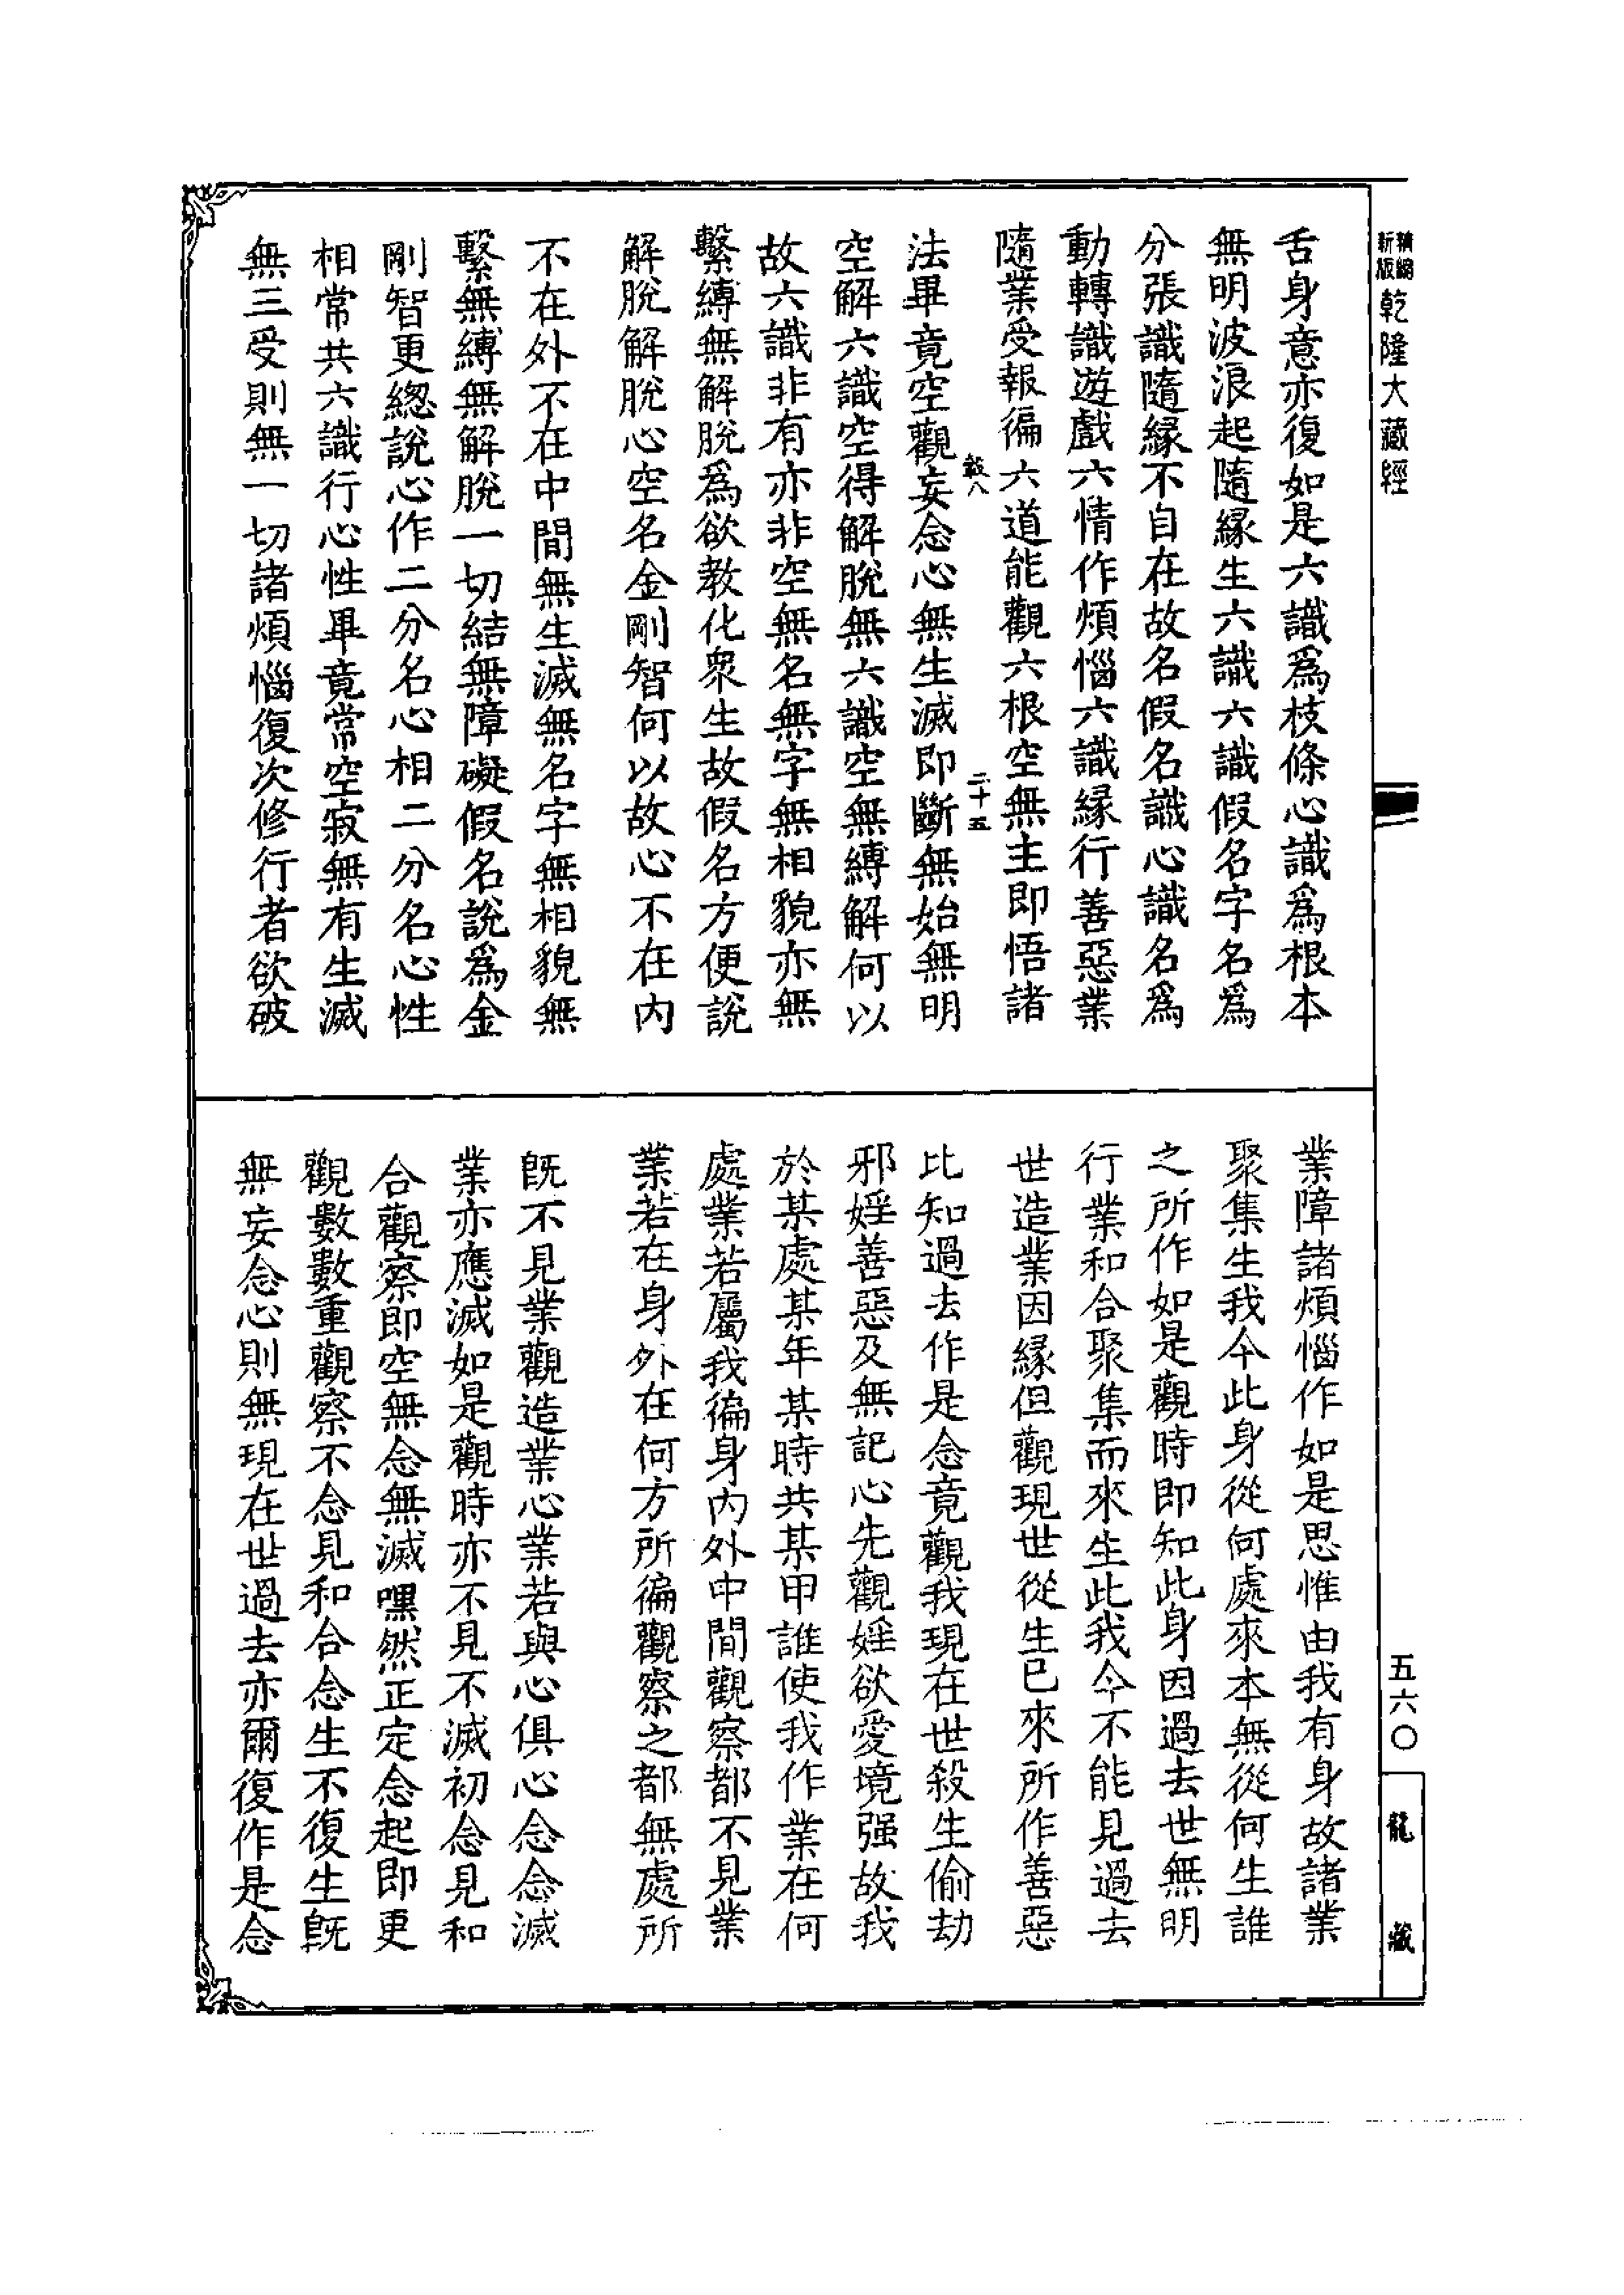 精縮新版乾隆大藏經
舌身意亦復如是六識爲枝條心識爲根本
無明波浪起隨緣生六識六識假名字名爲
分張識隨緣不自在故名假名識心識名爲
動轉識遊戲六情作煩惱六識緣行善惡業
隨業受報徧六道能觀六根空無主即悟諸
榖八 二十五
法畢竟空觀妄念心無生滅即斷無始無明
空解六識空得解脫無六識空無縛解何以
故六識非有亦非空無名無字無相貌亦無
繫縛無解脫爲欲教化衆生故假名方便說
解脫解脫心空名金剛智何以故心不在內
不在外不在中間無生滅無名字無相貌無
繫無縛無解脫一切結無障礙假名說爲金
剛智更總說心作二分名心相二分名心性
相常共六識行心性畢竟常空寂無有生滅
無三受則無一切諸煩惱復次修行者欲破
業障諸煩惱作如是思惟由我有身故諸業
聚集生我今此身從何處來本無從何生誰
之所作如是觀時即知此身因過去世無明
行業和合聚集而來生此我今不能見過去
世造業因緣但觀現世從生已來所作善惡
比知過去作是念竟觀我現在世殺生偷劫
邪婬善惡及無記心先觀婬欲愛境强故我
於某處某年某時共某甲誰使我作業在何
處業若屬我徧身內外中間觀察都不見業
業若在身外在何方所徧觀察之都無處所
旣不見業觀造業心業若與心俱心念念滅
業亦應滅如是觀時亦不見不滅初念見和
合觀察即空無念無滅嘿然正定念起即更
觀數數重觀察不念見和合念生不復生旣
無妄念心則無現在世過去亦爾復作是念
五六〇
龍藏